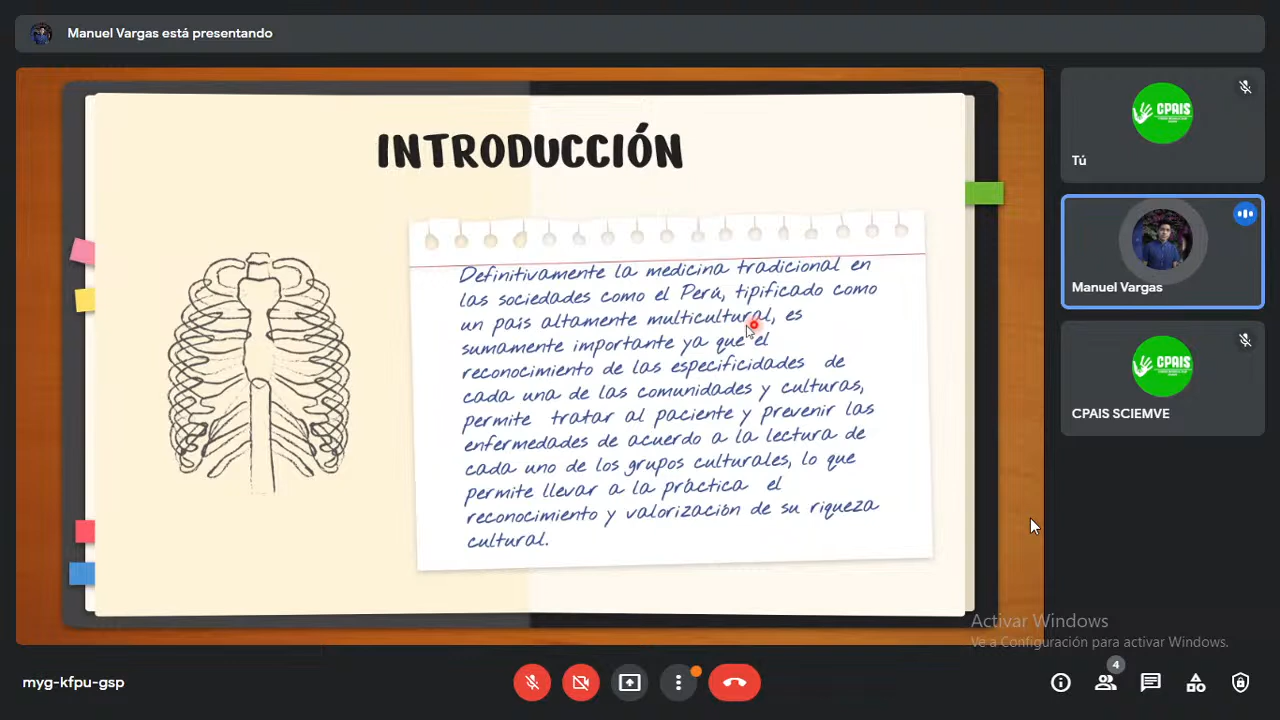 Manuel Vargas está presentando
INTRODUCCIÓN
Definitivamente la medicina tradicional en
las sociedades como el Perú, tipificado como
un país altamente multicultural, es
sumamente importante ya que el
reconocimiento de las especificidades de
cada una de las comunidades y culturas,
permite tratar al paciente y prevenir las
enfermedades de acuerdo a la lectura de
cada uno de los grupos culturales, lo que
permite llevar a la práctica el
reconocimiento y valorización de su riqueza
cultural.
CPAIS
Tú
Manuel Vargas
CPAIS
CPAIS SCIEMVE
Activar Windows
Ve a Configuración para activar Windows.
myg-kfpu-gsp
4